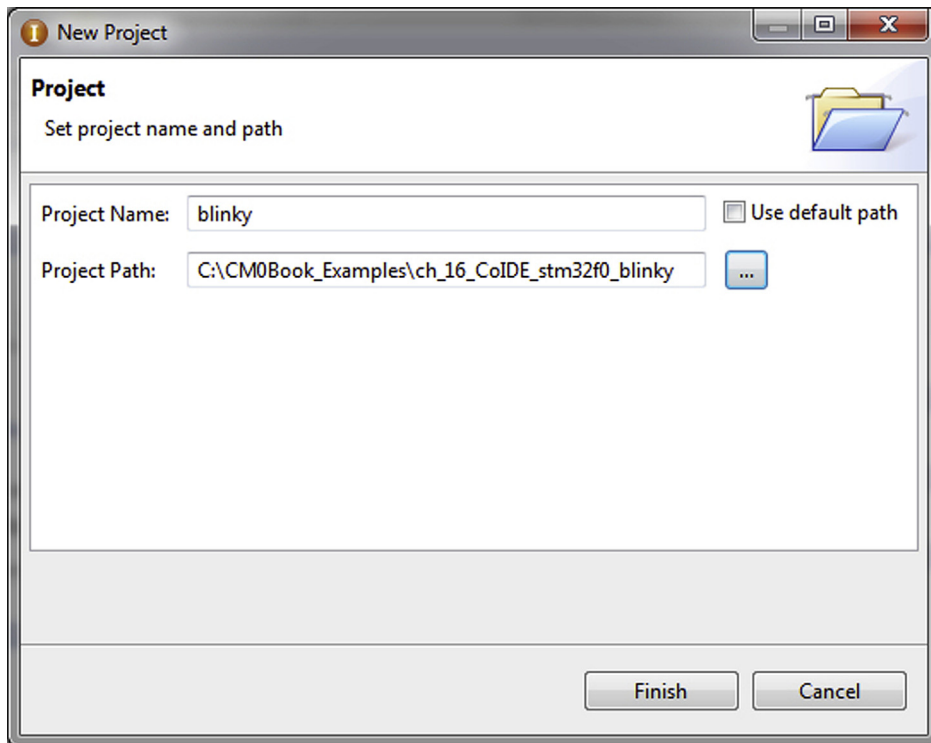 New Project
Project
Set project name and path
Project Name: blinky Use default path
Project Path: C:\CM0Book_Examples\ch_16_CoIDE_stm32f0_blinky ...
Finish Cancel